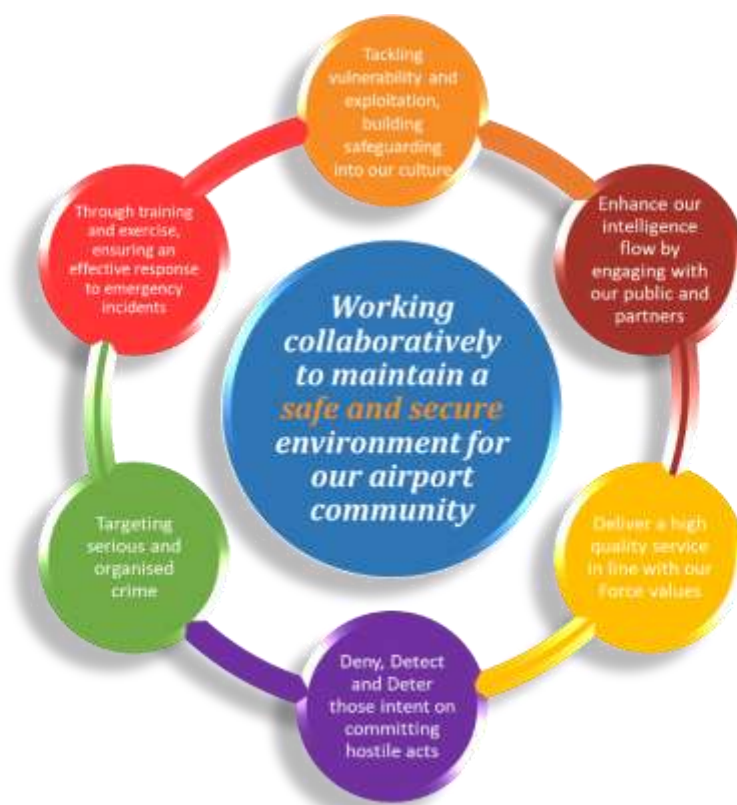 Tackling
vulnerability and
exploitation,
building
safeguarding
into our culture
Enhance our
intelligence
flow by
engaging with
our public and
partners
Deliver a high
quality service
in line with our
Force values
Deny, Detect
and Deter
those intent on
committing
hostile acts
Targeting
serious and
organised
crime
Through training
and exercise,
ensuring an
effective response
to emergency
incidents
Working
collaboratively
to maintain a
safe and secure
environment for
our airport
community